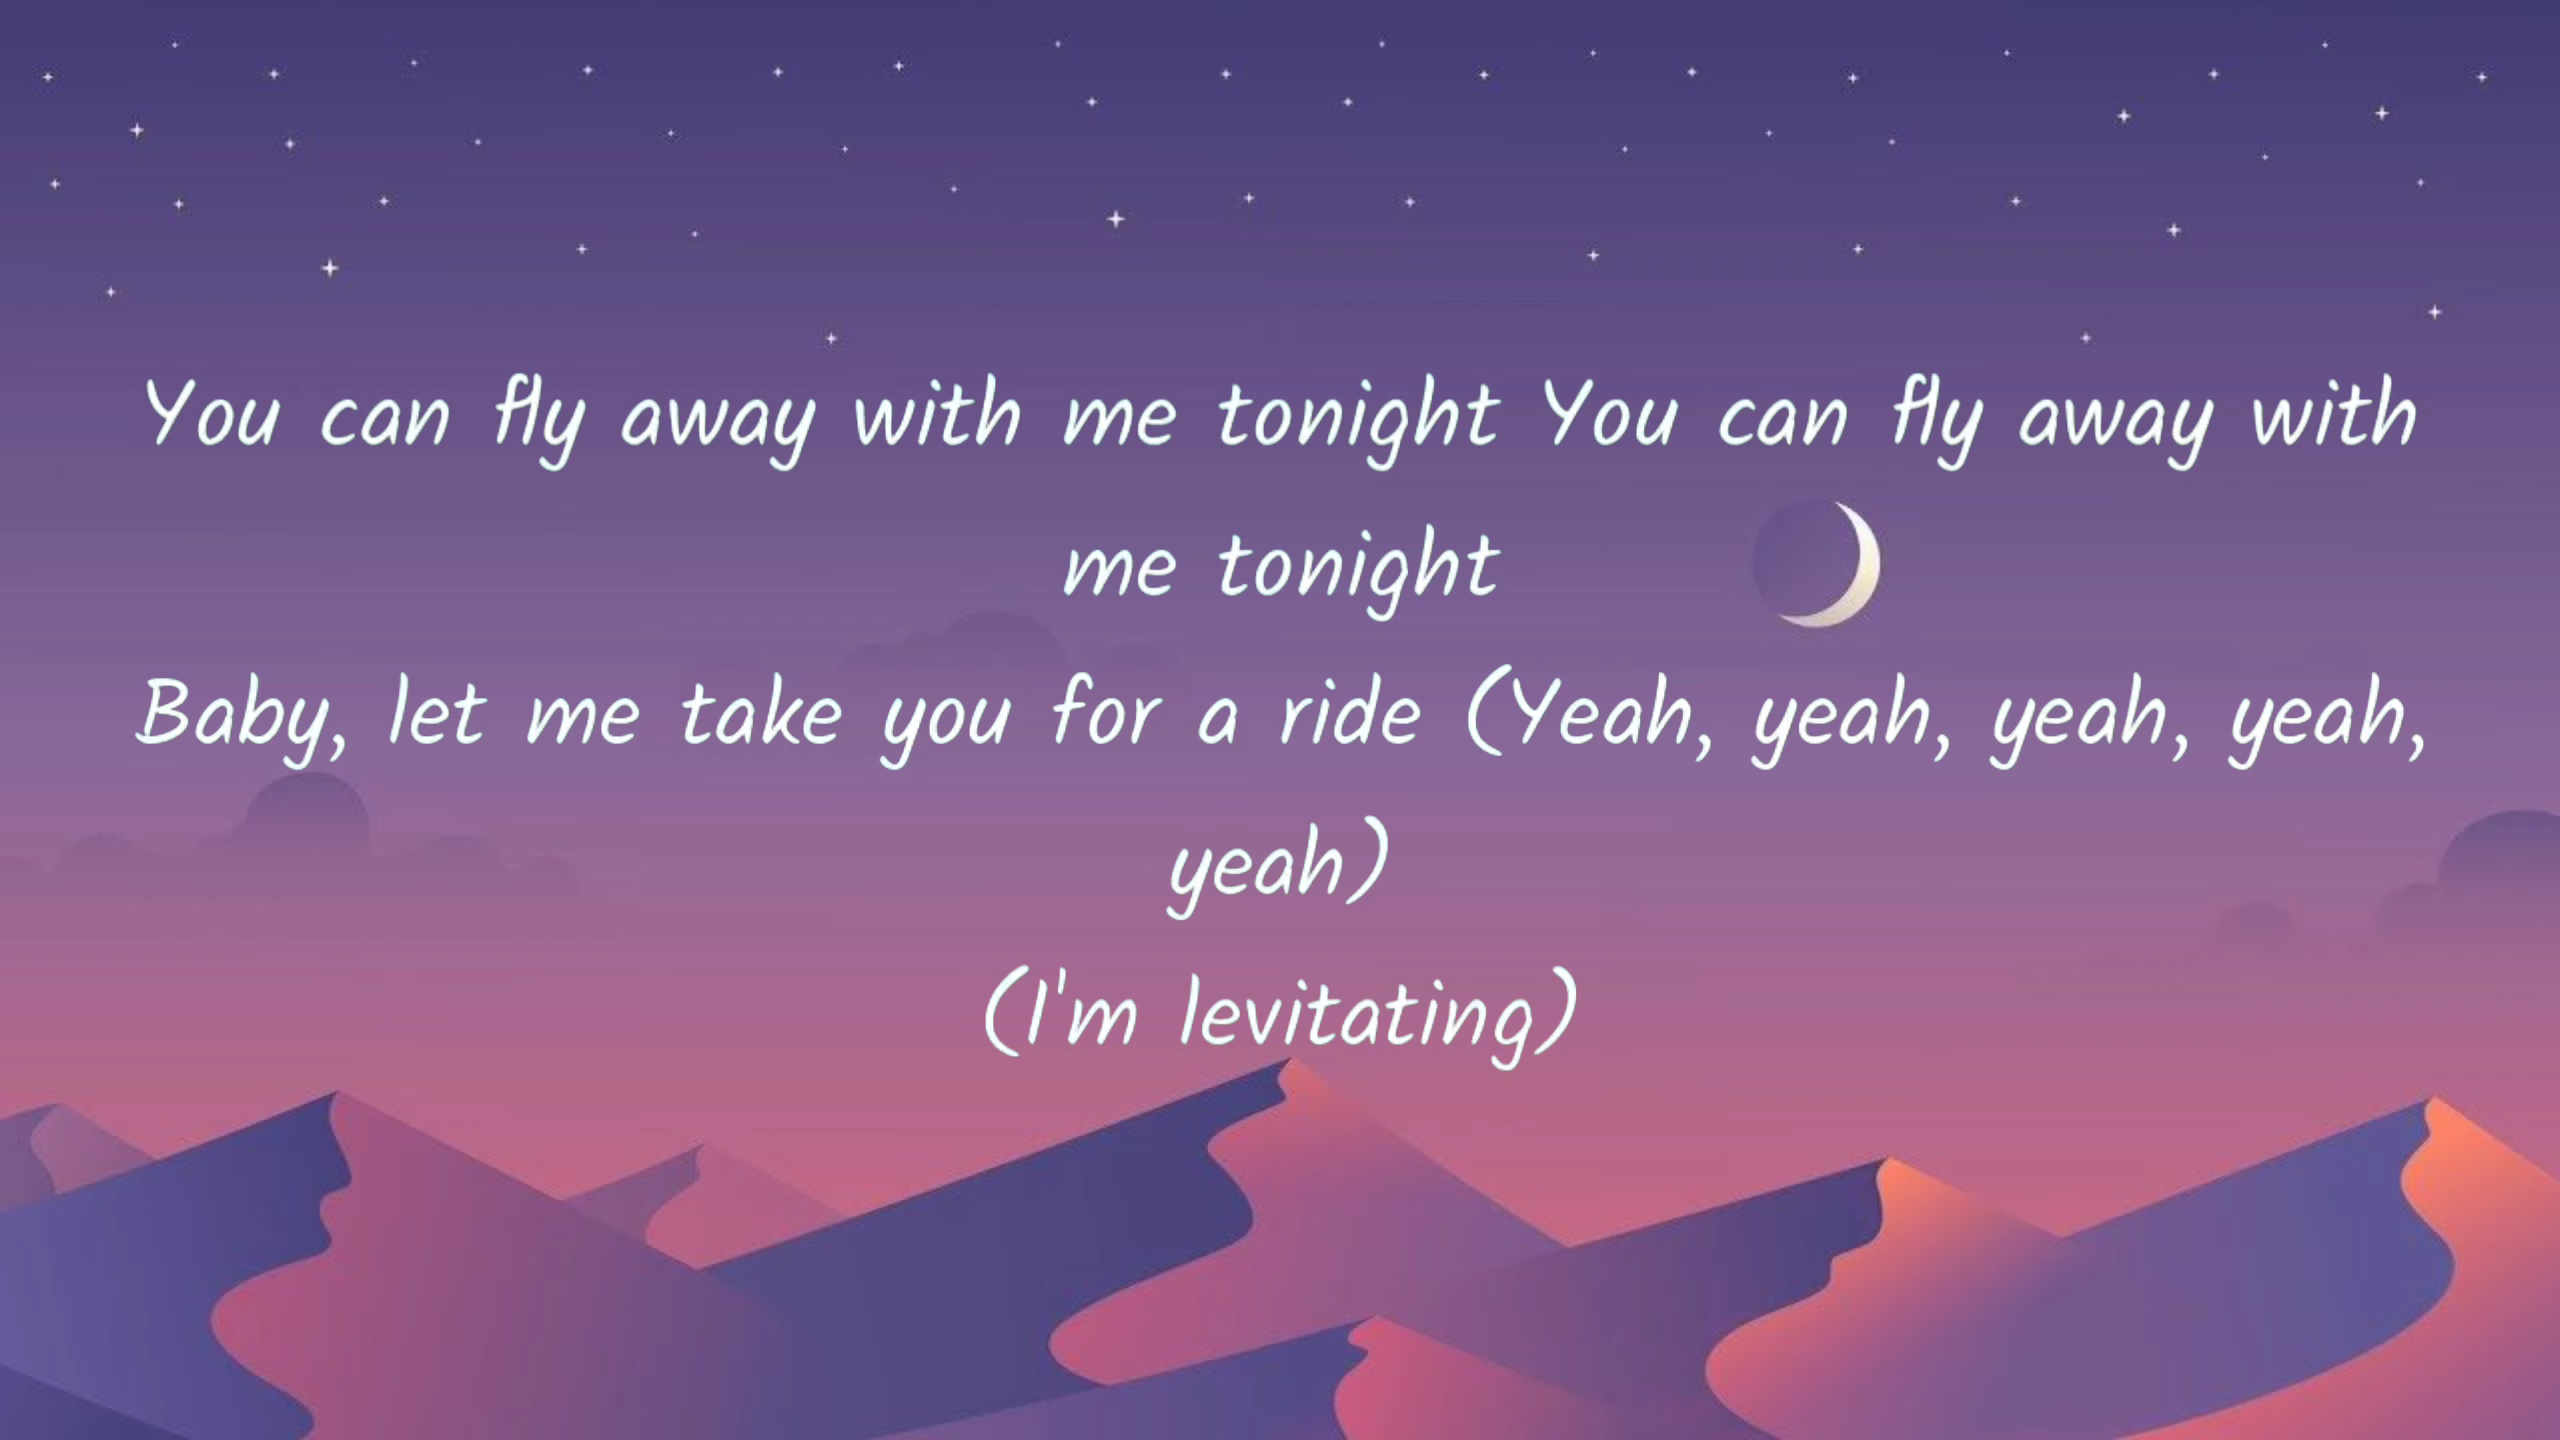 You can fly away with me tonight You can fly away with
me tonight
Baby, let me take you for a ride (Yeah, yeah, yeah, yeah,
yeah)
(I'm levitating)